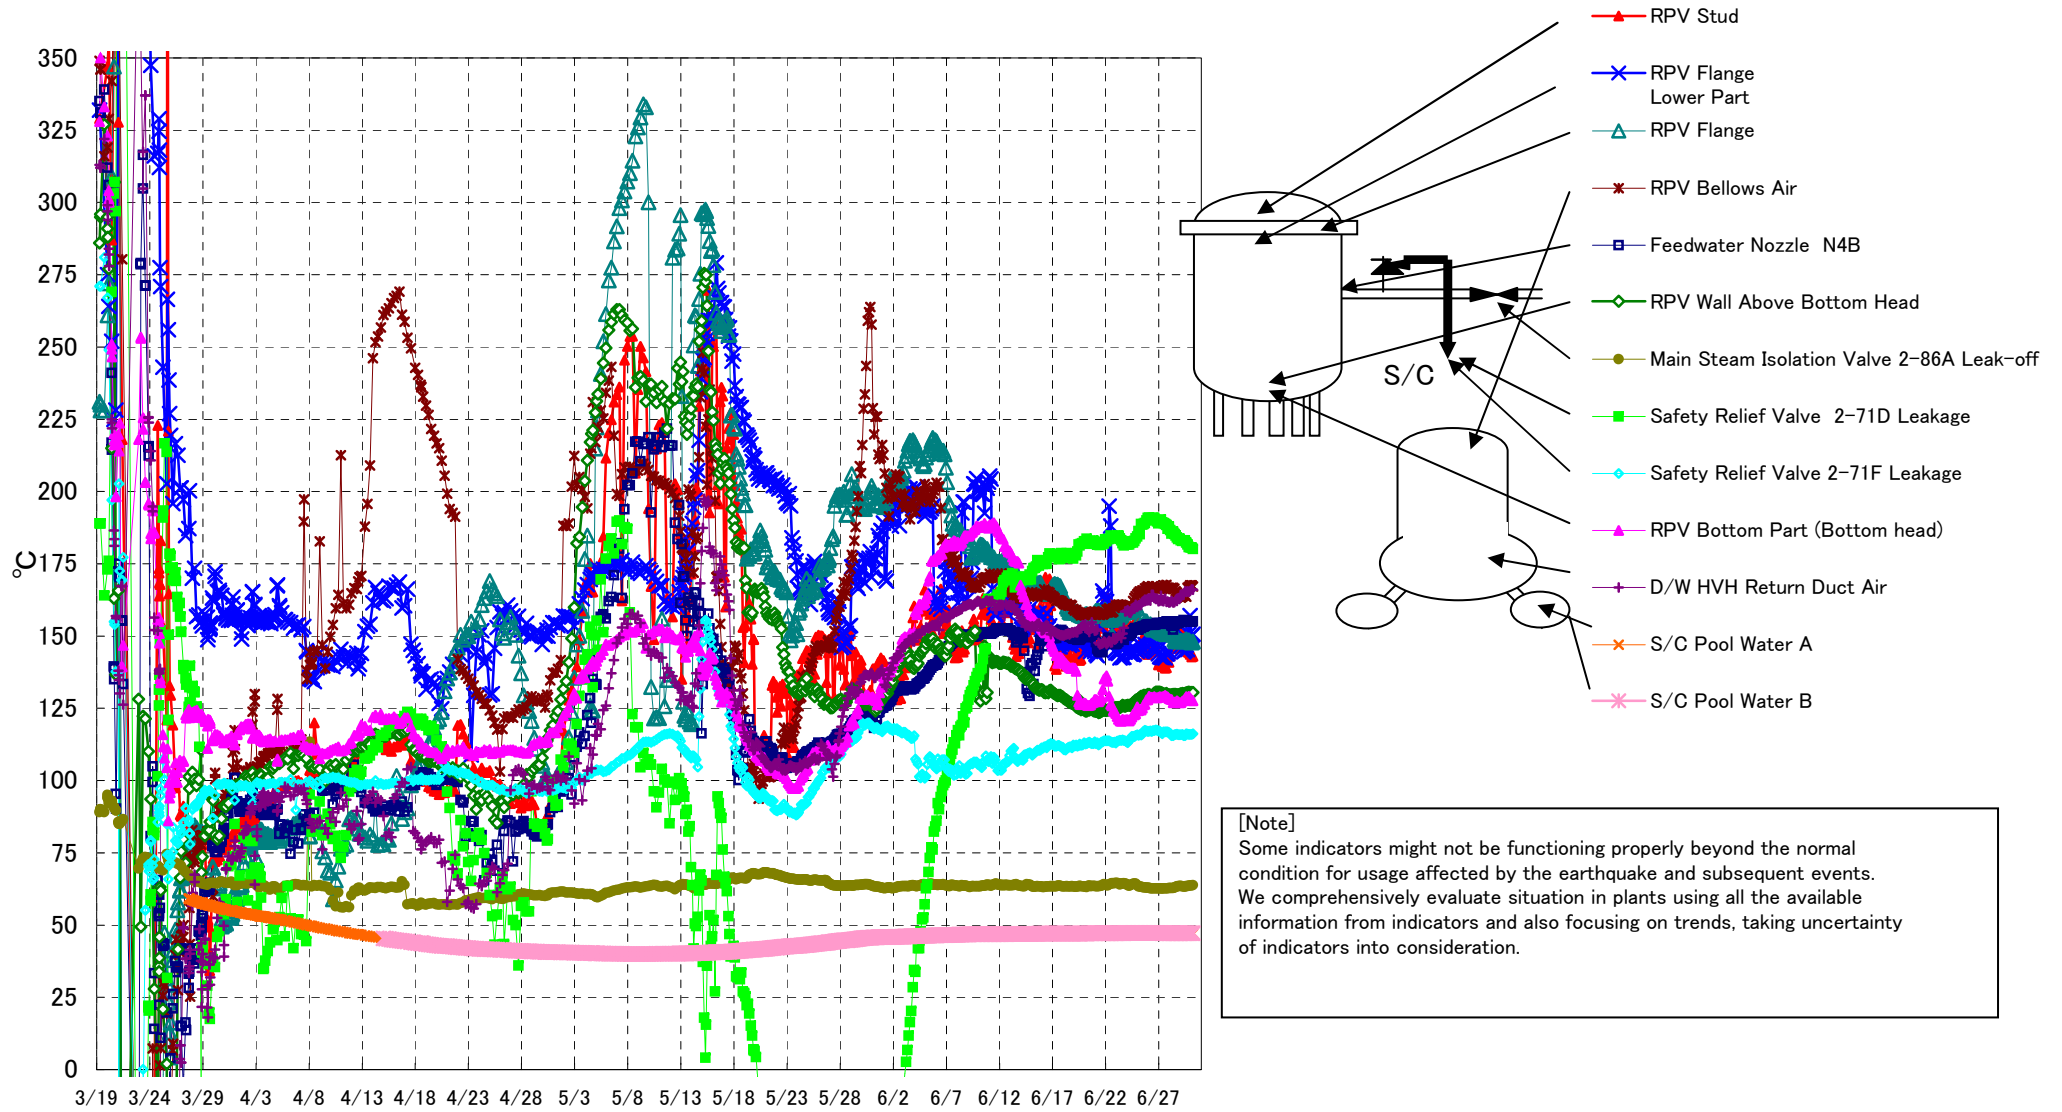 350
325
300
275
250
225
200
175
150
125
100
75
50
25
0
℃
3/19 3/24 3/29 4/3 4/8 4/13 4/18 4/23 4/28 5/3 5/8 5/13 5/18 5/23 5/28 6/2 6/7 6/12 6/17 6/22 6/27
RPV Stud
RPV Flange
Lower Part
RPV Flange
RPV Bellows Air
Feedwater Nozzle N4B
RPV Wall Above Bottom Head
Main Steam Isolation Valve 2-86A Leak-off
Safety Relief Valve 2-71D Leakage
Safety Relief Valve 2-71F Leakage
RPV Bottom Part (Bottom head)
D/W HVH Return Duct Air
S/C Pool Water A
S/C Pool Water B
S/C
[Note]
Some indicators might not be functioning properly beyond the normal
condition for usage affected by the earthquake and subsequent events.
We comprehensively evaluate situation in plants using all the available
information from indicators and also focusing on trends, taking uncertainty
of indicators into consideration.